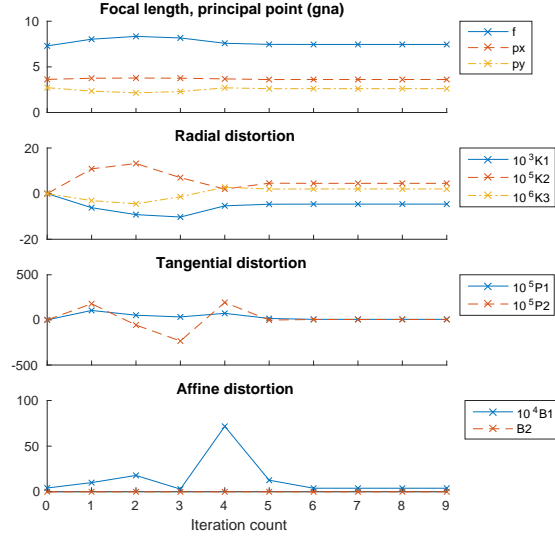 Focal length, principal point (gna)
10
5
0
f
px
py
Radial distortion
20
0
-20
10³K1
10⁵K2
10⁶K3
Tangential distortion
500
0
-500
10⁵P1
10⁵P2
Affine distortion
100
50
0
10⁴B1
B2
0 1 2 3 4 5 6 7 8 9
Iteration count